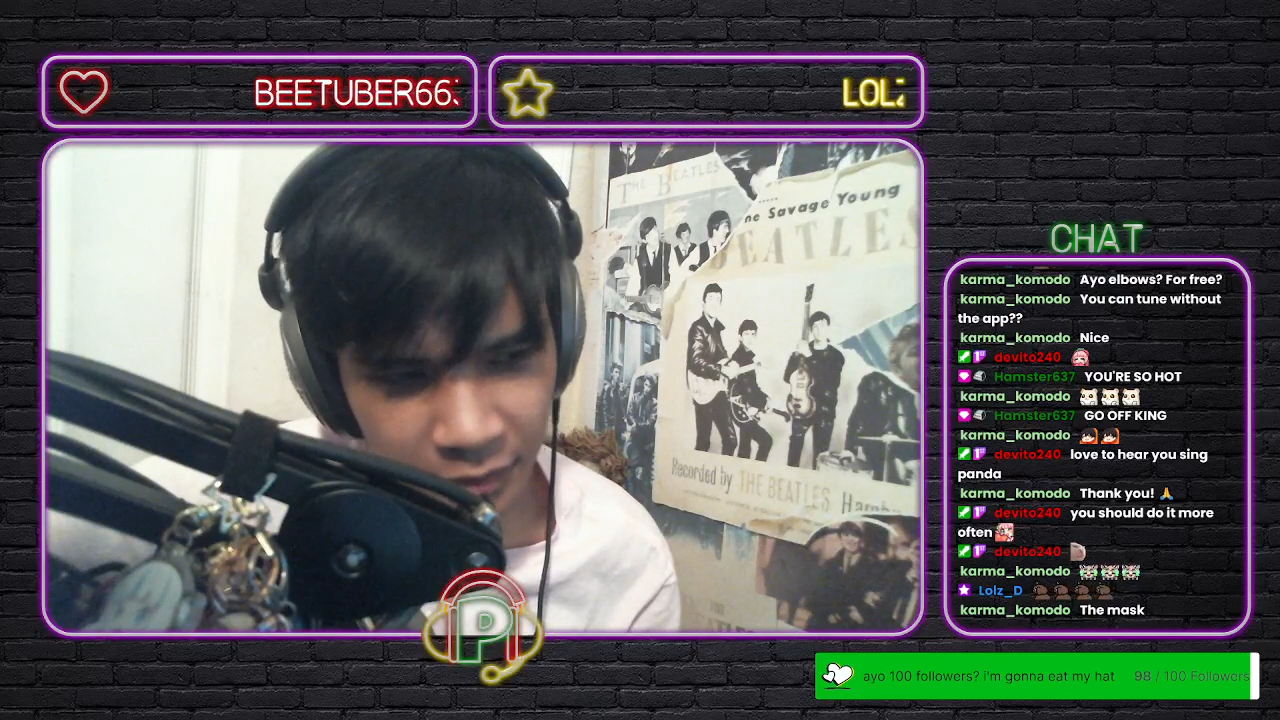 BEETUBER66
LOL
THE BEATLES
The Savage Young
BEATLES
Recorded by THE BEATLES
CHAT
karma_komodo Ayo elbows? For free?
karma_komodo You can tune without
the app??
karma_komodo Nice
devito240
Hamster637 YOU'RE SO HOT
karma_komodo
Hamster637 GO OFF KING
karma_komodo
devito240 love to hear you sing
panda
karma_komodo Thank you! 🙏
devito240 you should do it more
often
devito240
karma_komodo
Lolz_D
karma_komodo The mask
P
D
ayo 100 followers? i'm gonna eat my hat 98 / 100 Followers